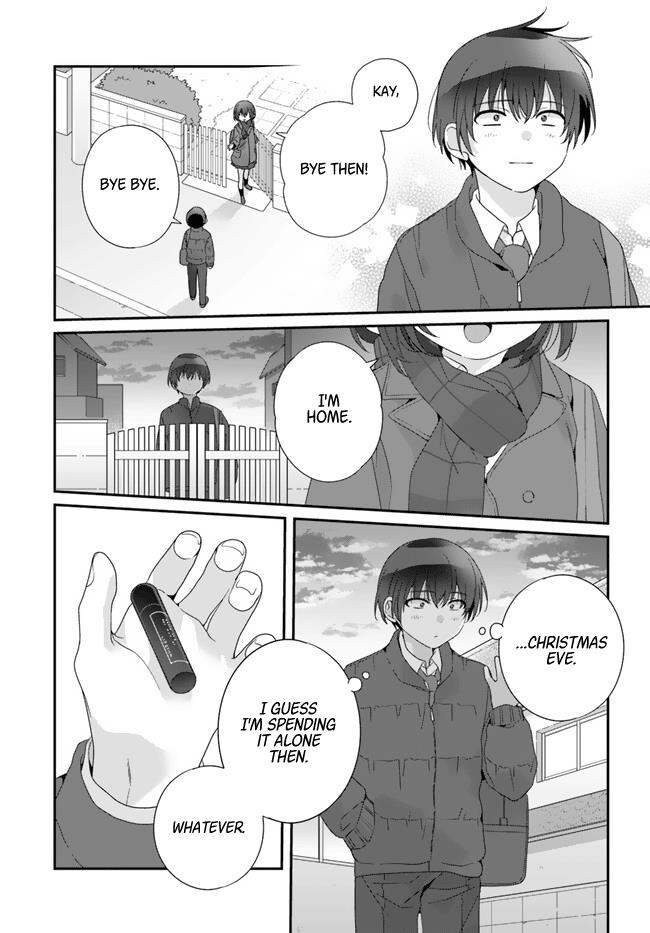 KAY,
BYE THEN!
BYE BYE.
I'M
HOME.
...CHRISTMAS
EVE.
I GUESS
I'M SPENDING
IT ALONE
THEN.
WHATEVER.